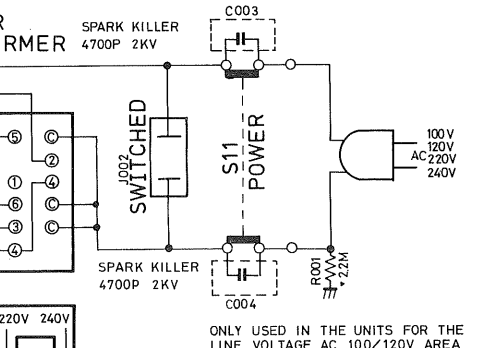 R
RMER
SPARK KILLER
4700P 2KV
C003
5 C
2
1 4 C
6
3 C
4
J002
SWITCHED
S11
POWER
100V
120V
AC 220V
240V
SPARK KILLER
4700P 2KV
C004
R001
2.2M
220V 240V
ONLY USED IN THE UNITS FOR THE
LINE VOLTAGE AC 100/120V AREA